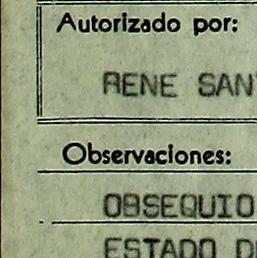 Autorizado por:
RENE SAN
Observaciones:
OBSEQUIO
ESTADO D